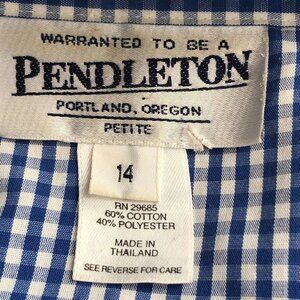 WARRANTED TO BE A
PENDLETON
PORTLAND, OREGON
PETITE
14
RN 29685
60% COTTON
40% POLYESTER
MADE IN
THAILAND
SEE REVERSE FOR CARE